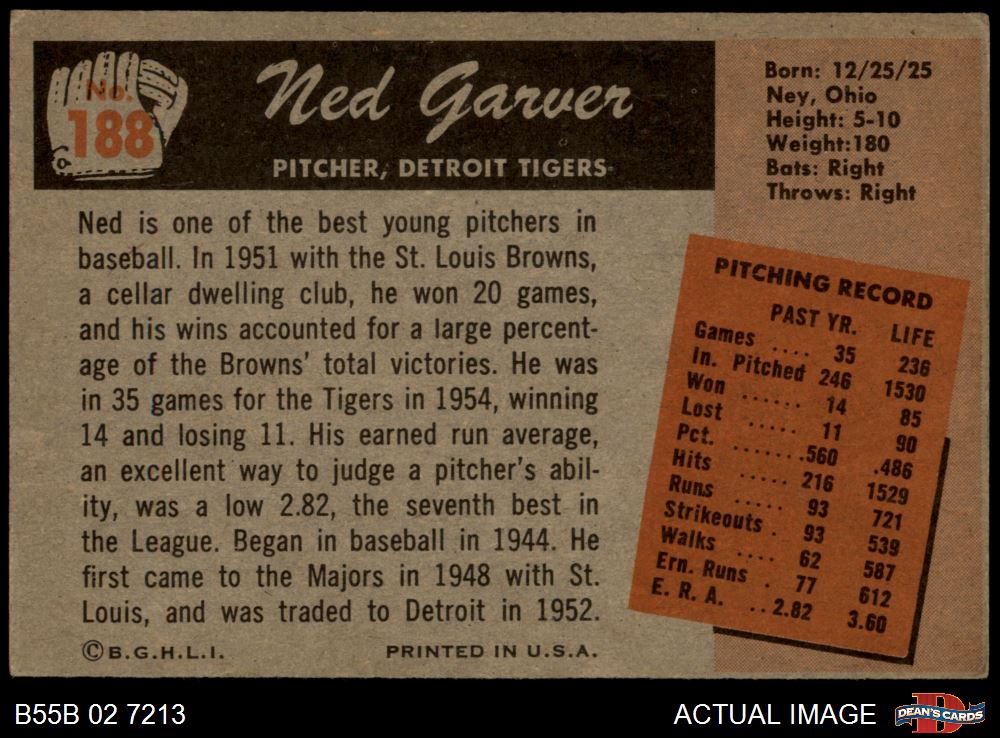 No.
188
Ned Garver
PITCHER, DETROIT TIGERS
Born: 12/25/25
Ney, Ohio
Height: 5-10
Weight:180
Bats: Right
Throws: Right
Ned is one of the best young pitchers in
baseball. In 1951 with the St. Louis Browns,
a cellar dwelling club, he won 20 games,
and his wins accounted for a large percent-
age of the Browns' total victories. He was
in 35 games for the Tigers in 1954, winning
14 and losing 11. His earned run average,
an excellent way to judge a pitcher's abil-
ity, was a low 2.82, the seventh best in
the League. Began in baseball in 1944. He
first came to the Majors in 1948 with St.
Louis, and was traded to Detroit in 1952.
©B.G.H.L.I. PRINTED IN U.S.A.
PITCHING RECORD
PAST YR. LIFE
Games .... 35 236
In. Pitched 246 1530
Won ...... 14 85
Lost ..... 11 90
Pct. .......560 .486
Hits ..... 216 1529
Runs .... 93 721
Strikeouts . 93 539
Walks .... 62 587
Ern. Runs . 77 612
E. R. A. ..2.82 3.60
B55B 02 7213
ACTUAL IMAGE
D
DEAN'S CARDS